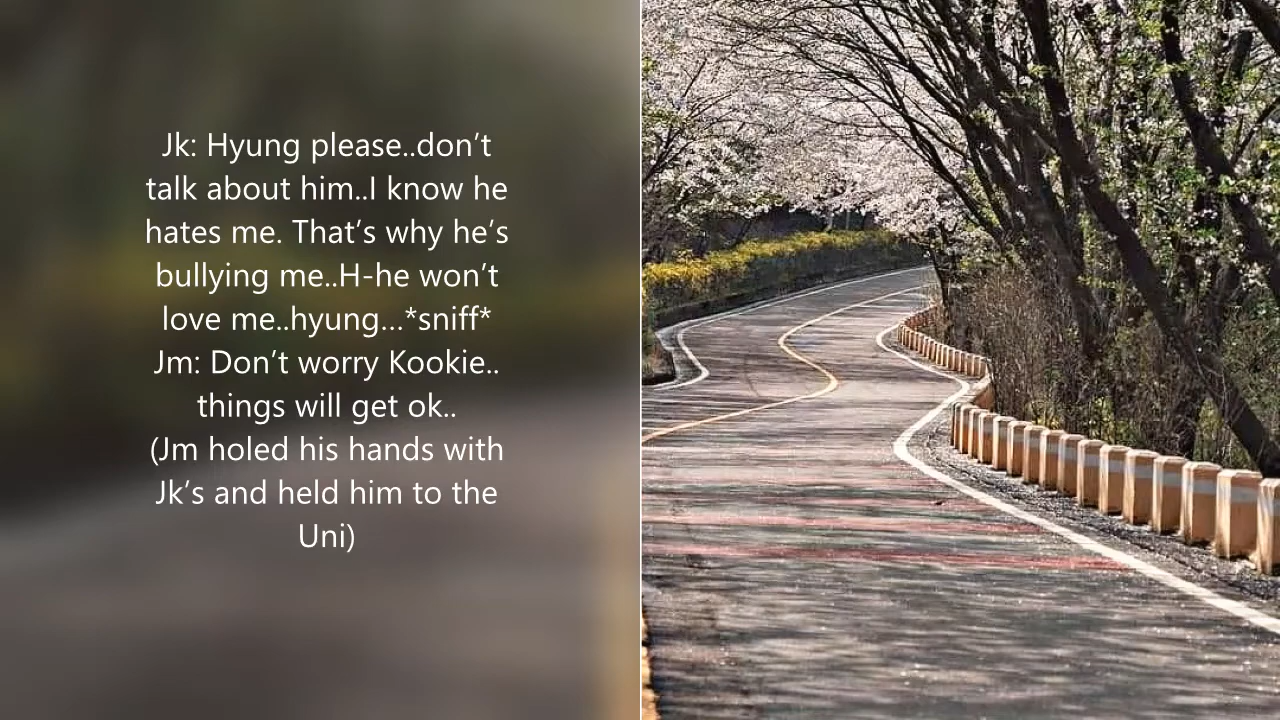 Jk: Hyung please..don’t
talk about him..I know he
hates me. That’s why he’s
bullying me..H-he won’t
love me..hyung...*sniff*
Jm: Don’t worry Kookie..
things will get ok..
(Jm holed his hands with
Jk’s and held him to the
Uni)